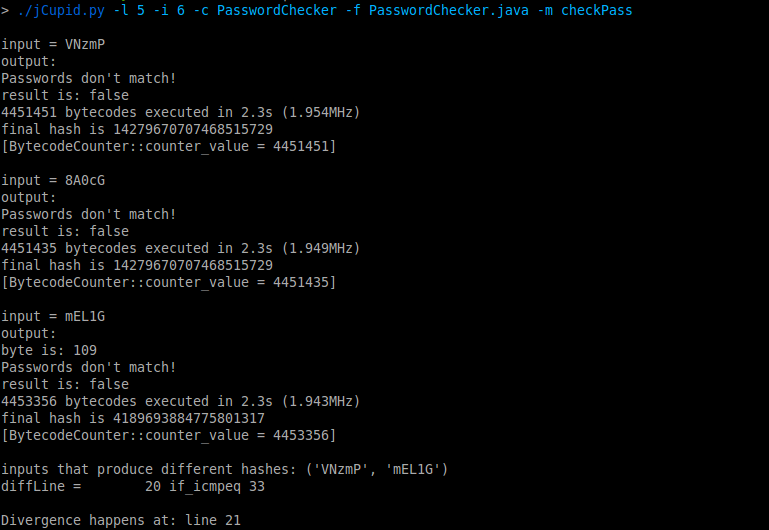 > ./jCupid.py -l 5 -i 6 -c PasswordChecker -f PasswordChecker.java -m checkPass
input = VNzmP
output:
Passwords don't match!
result is: false
4451451 bytecodes executed in 2.3s (1.954MHz)
final hash is 14279670707468515729
[BytecodeCounter::counter_value = 4451451]
input = 8A0cG
output:
Passwords don't match!
result is: false
4451435 bytecodes executed in 2.3s (1.949MHz)
final hash is 14279670707468515729
[BytecodeCounter::counter_value = 4451435]
input = mEL1G
output:
byte is: 109
Passwords don't match!
result is: false
4453356 bytecodes executed in 2.3s (1.943MHz)
final hash is 4189693884775801317
[BytecodeCounter::counter_value = 4453356]
inputs that produce different hashes: ('VNzmP', 'mEL1G')
diffLine =        20 if_icmpeq 33
Divergence happens at: line 21